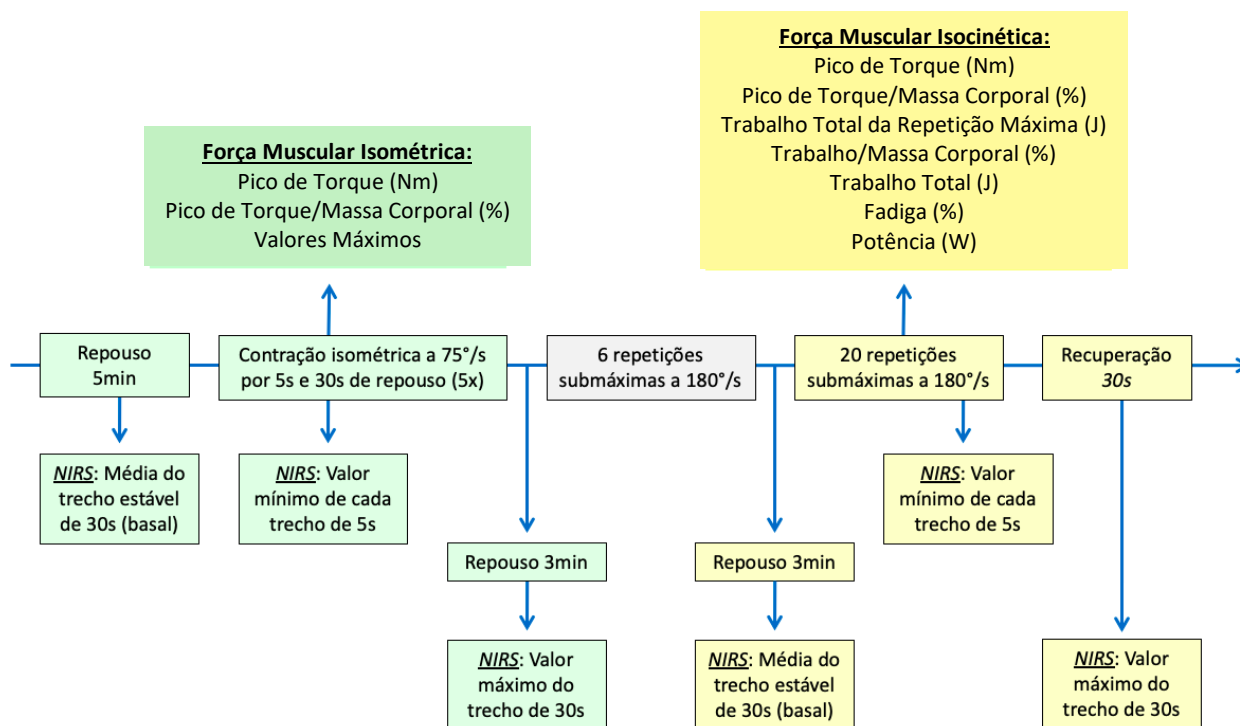 Força Muscular Isocinética:
Pico de Torque (Nm)
Pico de Torque/Massa Corporal (%)
Trabalho Total da Repetição Máxima (J)
Trabalho/Massa Corporal (%)
Trabalho Total (J)
Fadiga (%)
Potência (W)
Força Muscular Isométrica:
Pico de Torque (Nm)
Pico de Torque/Massa Corporal (%)
Valores Máximos
Repouso
5min
Contração isométrica a 75°/s
por 5s e 30s de repouso (5x)
6 repetições
submáximas a 180°/s
20 repetições
submáximas a 180°/s
Recuperação
30s
NIRS: Média do
trecho estável
de 30s (basal)
NIRS: Valor
mínimo de cada
trecho de 5s
NIRS: Valor
mínimo de cada
trecho de 5s
Repouso 3min
Repouso 3min
NIRS: Valor
máximo do
trecho de 30s
NIRS: Média do
trecho estável
de 30s (basal)
NIRS: Valor
máximo do
trecho de 30s